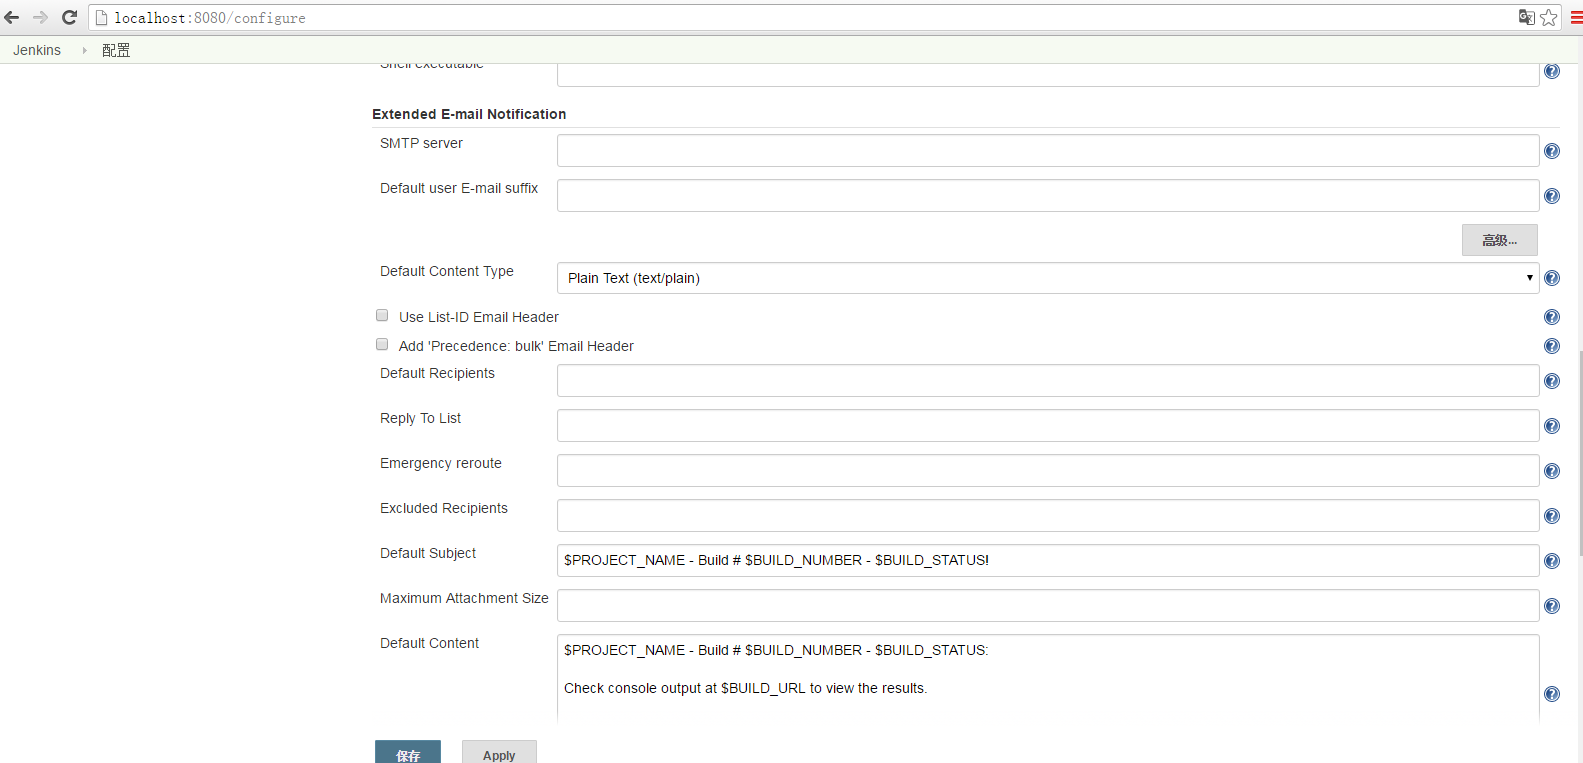 localhost:8080/configure
Jenkins 配置
Shell executable
Extended E-mail Notification
SMTP server
Default user E-mail suffix
高级...
Default Content Type
Plain Text (text/plain)
Use List-ID Email Header
Add 'Precedence: bulk' Email Header
Default Recipients
Reply To List
Emergency reroute
Excluded Recipients
Default Subject
$PROJECT_NAME - Build # $BUILD_NUMBER - $BUILD_STATUS!
Maximum Attachment Size
Default Content
$PROJECT_NAME - Build # $BUILD_NUMBER - $BUILD_STATUS:
Check console output at $BUILD_URL to view the results.
保存 Apply